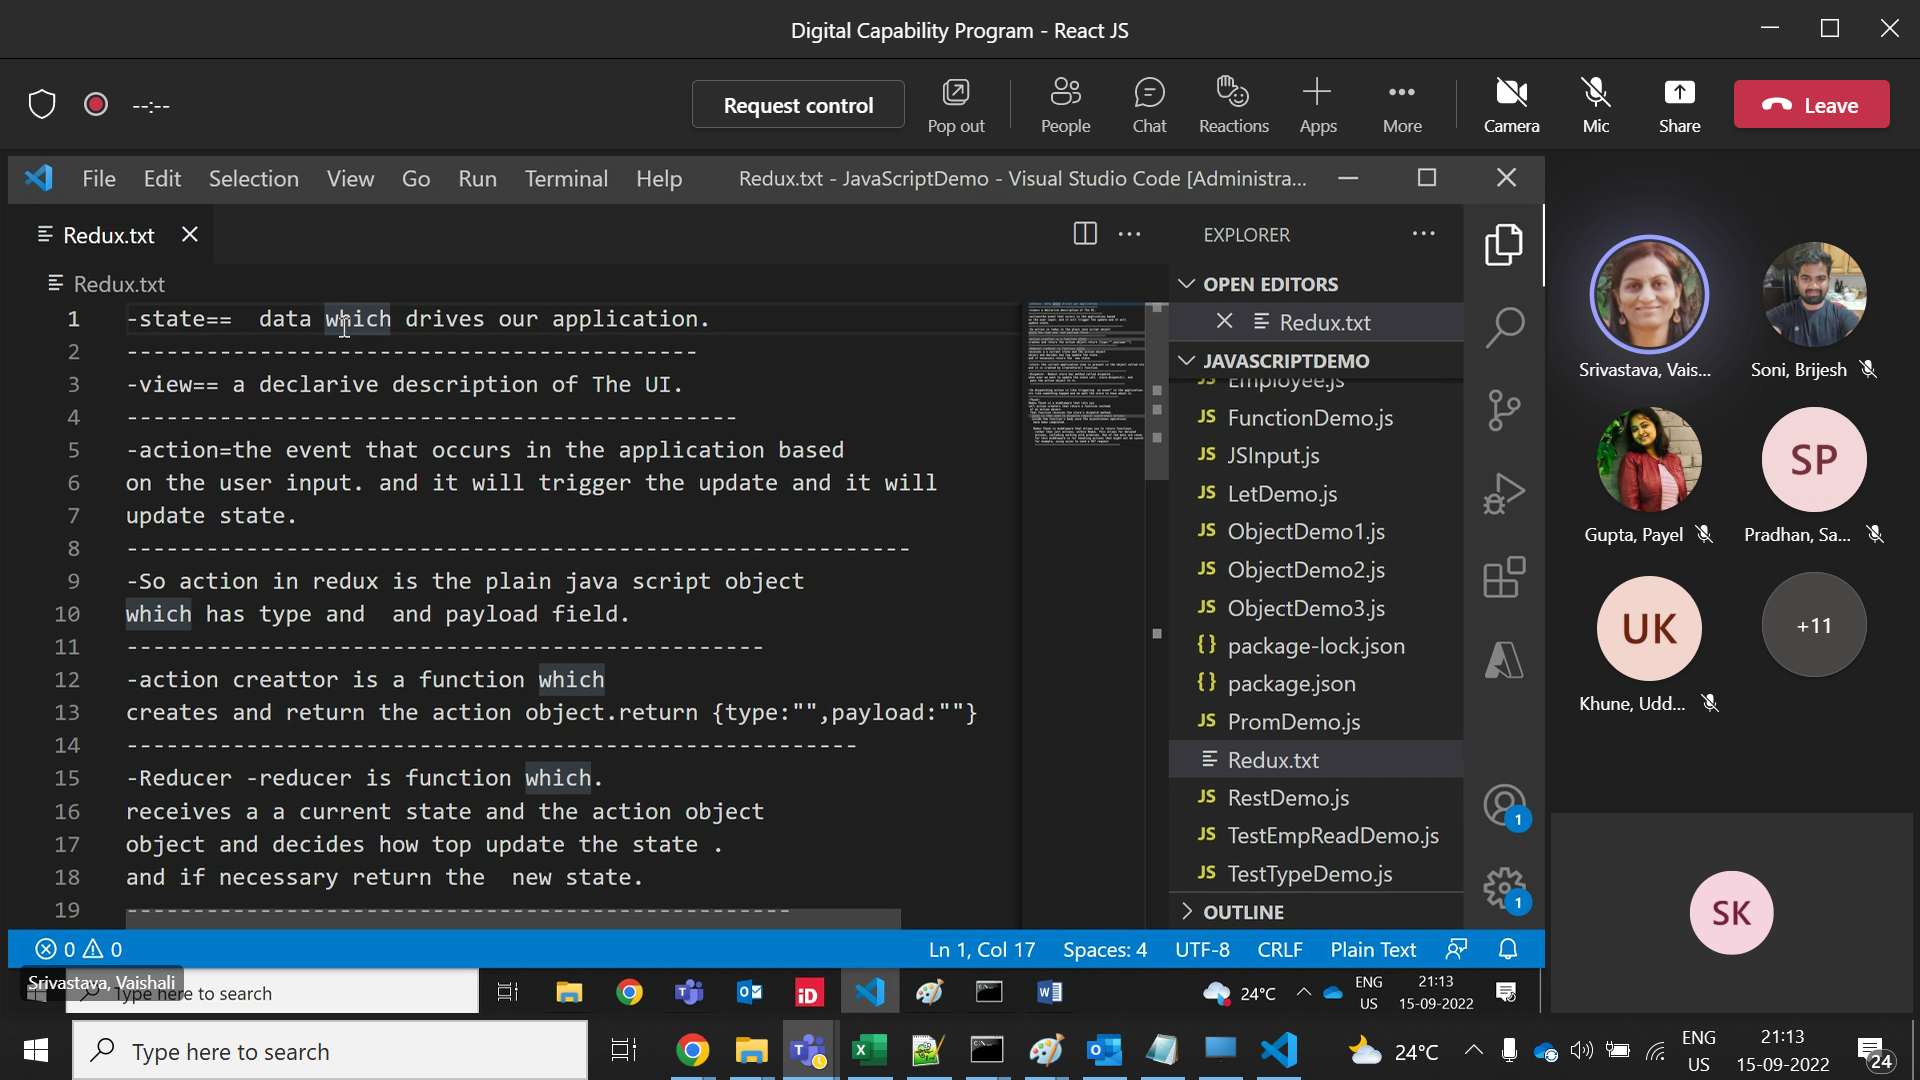 Digital Capability Program - React JS
--:--
Request control
Pop out
People
Chat
Reactions
Apps
More
Camera
Mic
Share
Leave
File Edit Selection View Go Run Terminal Help
Redux.txt - JavaScriptDemo - Visual Studio Code [Administra...
Redux.txt
Redux.txt
1 -state== data which drives our application.
2 -------------------------------------------
3 -view== a declarive description of The UI.
4 ----------------------------------------------
5 -action=the event that occurs in the application based
6 on the user input. and it will trigger the update and it will
7 update state.
8 -----------------------------------------------------------
9 -So action in redux is the plain java script object
10 which has type and  and payload field.
11 ------------------------------------------------
12 -action creattor is a function which
13 creates and return the action object.return {type:"",payload:""}
14 -------------------------------------------------------
15 -Reducer -reducer is function which.
16 receives a a current state and the action object
17 object and decides how top update the state .
18 and if necessary return the  new state.
19 --------------------------------------------------
EXPLORER
OPEN EDITORS
Redux.txt
JAVASCRIPTDEMO
JS Employee.js
JS FunctionDemo.js
JS JSInput.js
JS LetDemo.js
JS ObjectDemo1.js
JS ObjectDemo2.js
JS ObjectDemo3.js
{} package-lock.json
{} package.json
JS PromDemo.js
Redux.txt
JS RestDemo.js
JS TestEmpReadDemo.js
JS TestTypeDemo.js
OUTLINE
1
1
Srivastava, Vais...
Soni, Brijesh
Gupta, Payel
SP
Pradhan, Sa...
UK
Khune, Udd...
+11
SK
0 0
Ln 1, Col 17
Spaces: 4
UTF-8
CRLF
Plain Text
Srivastava, Vaishali
Type here to search
iD
24°C
ENG
US
21:13
15-09-2022
Type here to search
24°C
ENG
US
21:13
15-09-2022
24